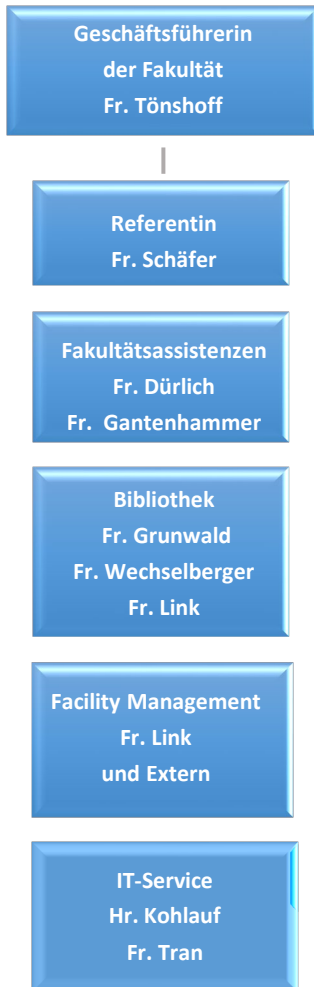 Geschäftsführerin
der Fakultät
Fr. Tönshoff
Referentin
Fr. Schäfer
Fakultätsassistenzen
Fr. Dürlich
Fr. Gantenhammer
Bibliothek
Fr. Grunwald
Fr. Wechselberger
Fr. Link
Facility Management
Fr. Link
und Extern
IT-Service
Hr. Kohlauf
Fr. Tran